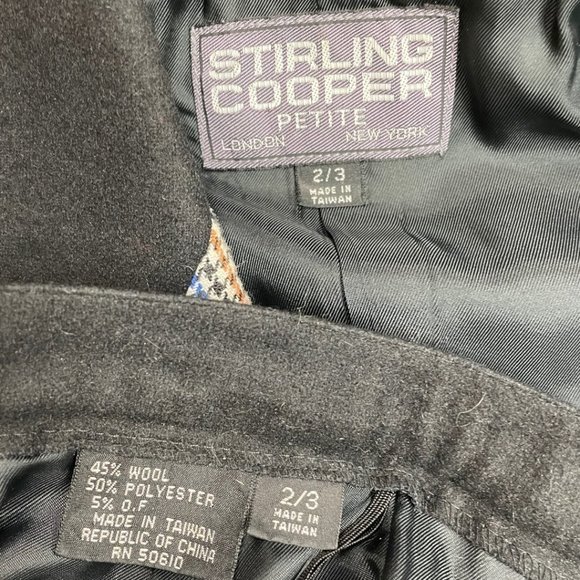 STIRLING
COOPER
PETITE
LONDON NEW YORK
2/3
MADE IN
TAIWAN
45% WOOL
50% POLYESTER
5% O.F
MADE IN TAIWAN
REPUBLIC OF CHINA
RN 50610
2/3
MADE IN
TAIWAN